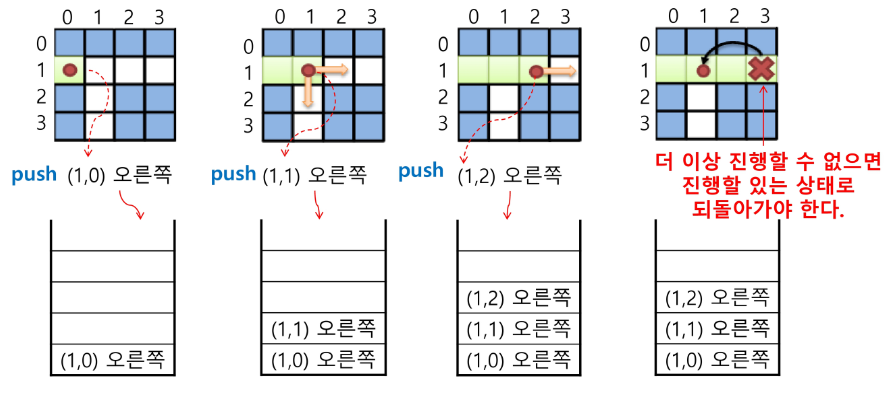 0 1 2 3
0
1
2
3
push (1,0) 오른쪽
(1,0) 오른쪽
0 1 2 3
0
1
2
3
push (1,1) 오른쪽
(1,1) 오른쪽
(1,0) 오른쪽
0 1 2 3
0
1
2
3
push (1,2) 오른쪽
(1,2) 오른쪽
(1,1) 오른쪽
(1,0) 오른쪽
0 1 2 3
0
1
2
3
더 이상 진행할 수 없으면
진행할 있는 상태로
되돌아가야 한다.
(1,2) 오른쪽
(1,1) 오른쪽
(1,0) 오른쪽